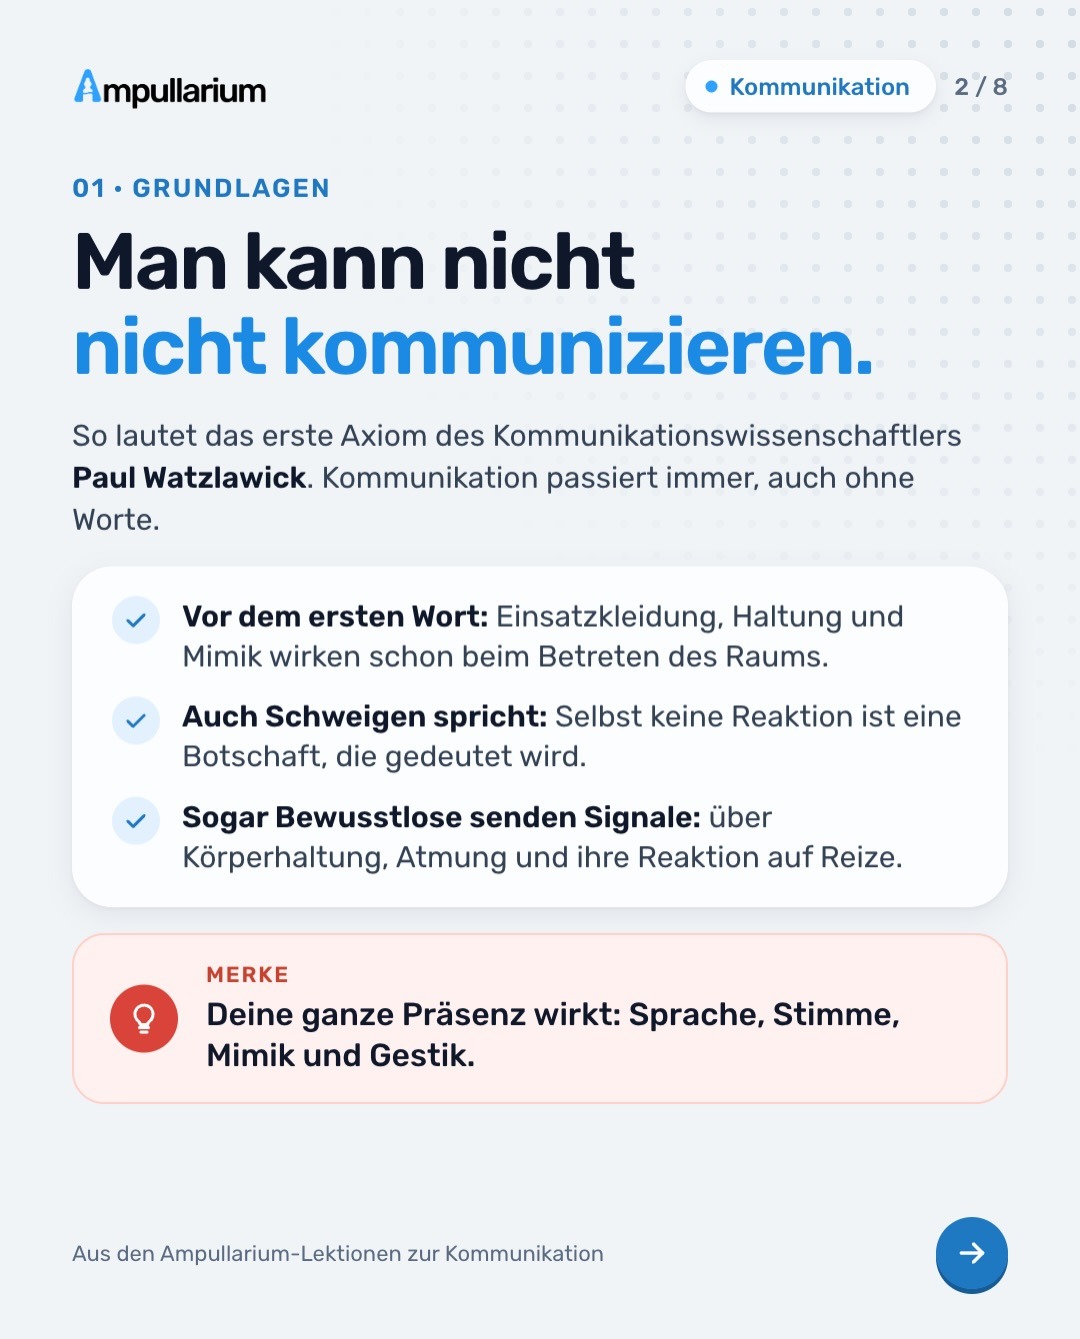 Ampullarium
Kommunikation
2 / 8
01 • GRUNDLAGEN
Man kann nicht
nicht kommunizieren.
So lautet das erste Axiom des Kommunikationswissenschaftlers
Paul Watzlawick. Kommunikation passiert immer, auch ohne
Worte.
Vor dem ersten Wort: Einsatzkleidung, Haltung und
Mimik wirken schon beim Betreten des Raums.
Auch Schweigen spricht: Selbst keine Reaktion ist eine
Botschaft, die gedeutet wird.
Sogar Bewusstlose senden Signale: über
Körperhaltung, Atmung und ihre Reaktion auf Reize.
MERKE
Deine ganze Präsenz wirkt: Sprache, Stimme,
Mimik und Gestik.
Aus den Ampullarium-Lektionen zur Kommunikation